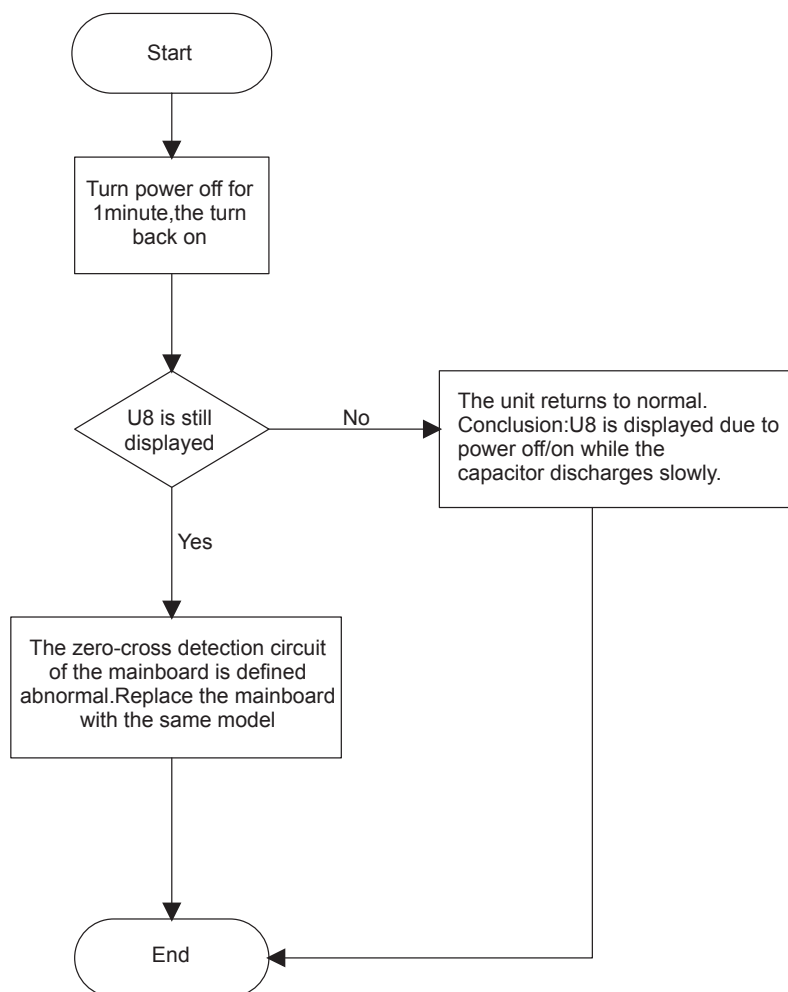 Start
Turn power off for
1minute,the turn
back on
U8 is still
displayed
No
The unit returns to normal.
Conclusion:U8 is displayed due to
power off/on while the
capacitor discharges slowly.
Yes
The zero-cross detection circuit
of the mainboard is defined
abnormal.Replace the mainboard
with the same model
End